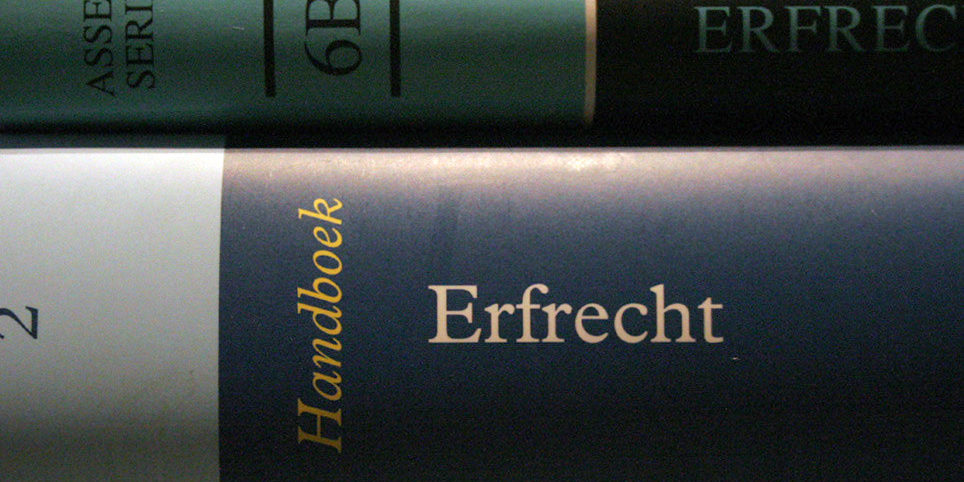 ASSE
SERI
6B
ERFREC
2
Handboek
Erfrecht